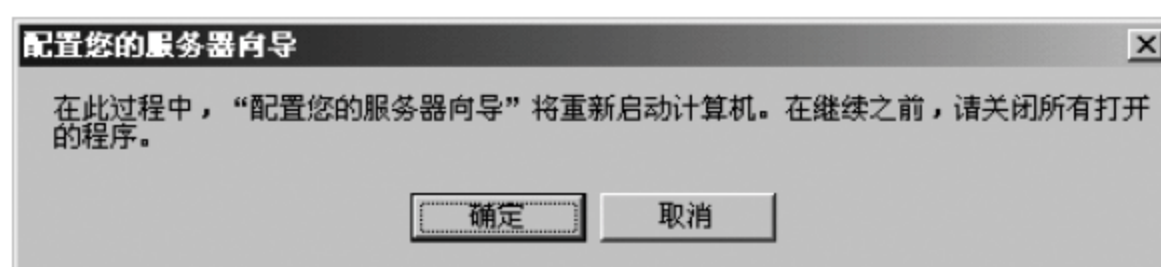 配置您的服务器向导
在此过程中，“配置您的服务器向导”将重新启动计算机。在继续之前，请关闭所有打开
的程序。
确定
取消